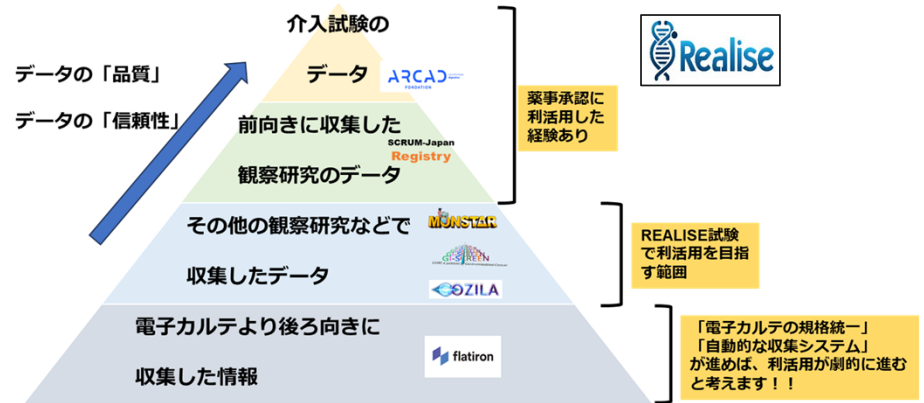 介入試験の
データ
ARCAD
FOUNDATION
データの「品質」
データの「信頼性」
Realise
薬事承認に
利活用した
経験あり
前向きに収集した
SCRUM-Japan
Registry
観察研究のデータ
その他の観察研究などで
MONSTAR
GI-SCREEN
収集したデータ
COZILA
REALISE試験
で利活用を目指
す範囲
電子カルテより後ろ向きに
flatiron
収集した情報
「電子カルテの規格統一」
「自動的な収集システム」
が進めば、利活用が劇的に進む
と考えます！！